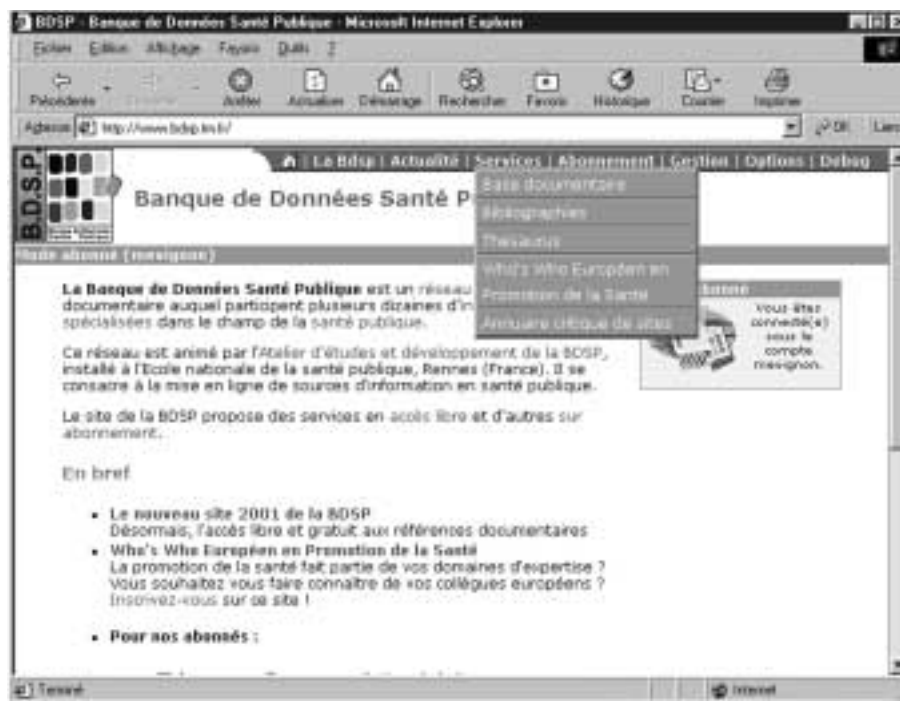 BDSP - Banque de Données Santé Publique - Microsoft Internet Explorer
Fichier Edition Affichage Favoris Outils ?
Précédente Arrêter Actualiser Démarrage Rechercher Favoris Historique Courrier Imprimer
Adresse http://www.bdsp.tm.fr/ OK Liens
B.D.S.P.
La Bdsp | Actualité | Services | Abonnement | Gestion | Options | Debug
Banque de Données Santé P
Base documentaire
Bibliographies
Thesaurus
Who's Who Européen en
Promotion de la Santé
Annuaire critique de sites
Mode abonné (mevignon)
La Banque de Données Santé Publique est un réseau
documentaire auquel participent plusieurs dizaines d'in
spécialisées dans le champ de la santé publique.
Ce réseau est animé par l'Atelier d'études et développement de la BDSP,
installé à l'Ecole nationale de la santé publique, Rennes (France). Il se
consacre à la mise en ligne de sources d'information en santé publique.
Le site de la BDSP propose des services en accès libre et d'autres sur
abonnement.
bonné
Vous êtes
connecté(e)
sous le
compte
mevignon.
En bref
• Le nouveau site 2001 de la BDSP
Désormais, l'accès libre et gratuit aux références documentaires
• Who's Who Européen en Promotion de la Santé
La promotion de la santé fait partie de vos domaines d'expertise ?
Vous souhaitez vous faire connaître de vos collègues européens ?
Inscrivez-vous sur ce site !
• Pour nos abonnés :
Terminé Internet